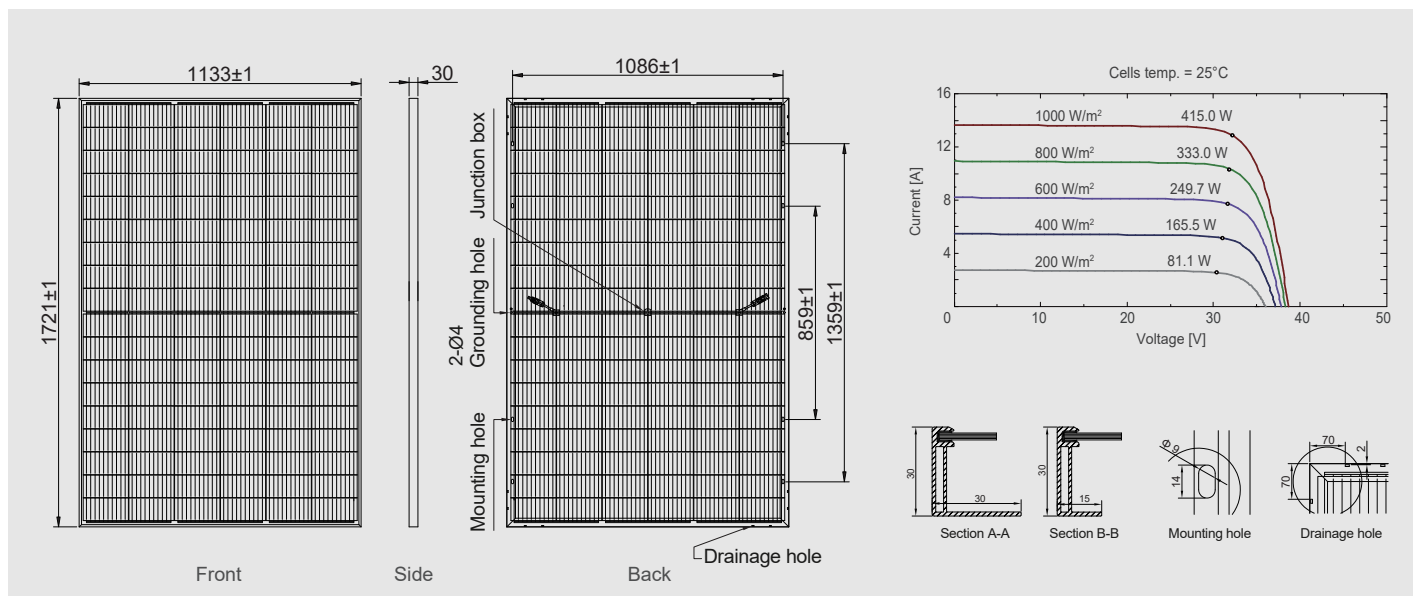 1133±1
30
1086±1
1721±1
Junction box
2-Ø4
Grounding hole
Mounting hole
859±1
1359±1
Drainage hole
Front
Side
Back
Cells temp. = 25°C
Current [A]
16
12
8
4
1000 W/m² 415.0 W
800 W/m² 333.0 W
600 W/m² 249.7 W
400 W/m² 165.5 W
200 W/m² 81.1 W
0 10 20 30 40 50
Voltage [V]
30
30
Section A-A
30
15
Section B-B
Ø 9
14
Mounting hole
70
2
70
Drainage hole